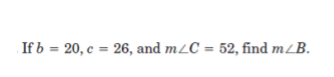 If b = 20, c = 26, and m∠C = 52, find m∠B.